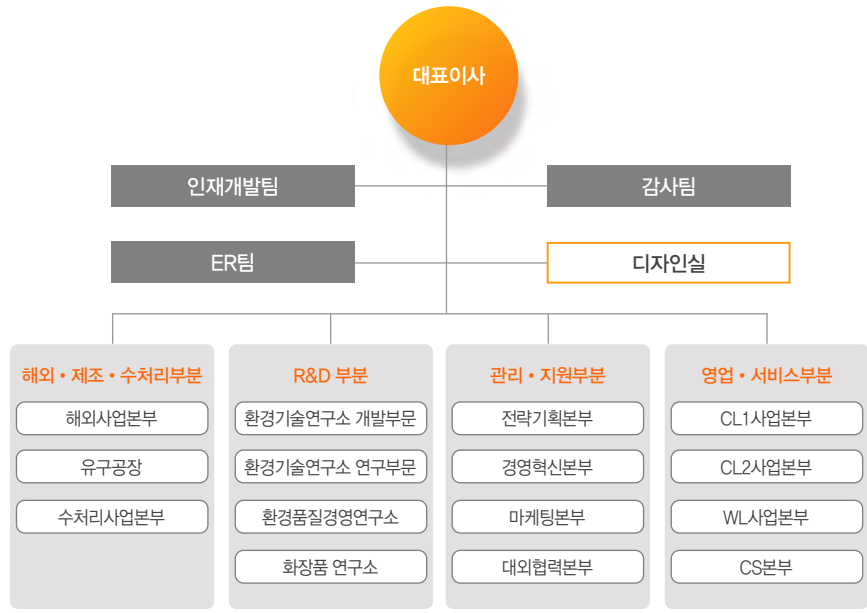 대표이사
인재개발팀
감사팀
ER팀
디자인실
해외・제조・수처리부분
해외사업본부
유구공장
수처리사업본부
R&D 부분
환경기술연구소 개발부문
환경기술연구소 연구부문
환경품질경영연구소
화장품 연구소
관리・지원부분
전략기획본부
경영혁신본부
마케팅본부
대외협력본부
영업・서비스부분
CL1사업본부
CL2사업본부
WL사업본부
CS본부